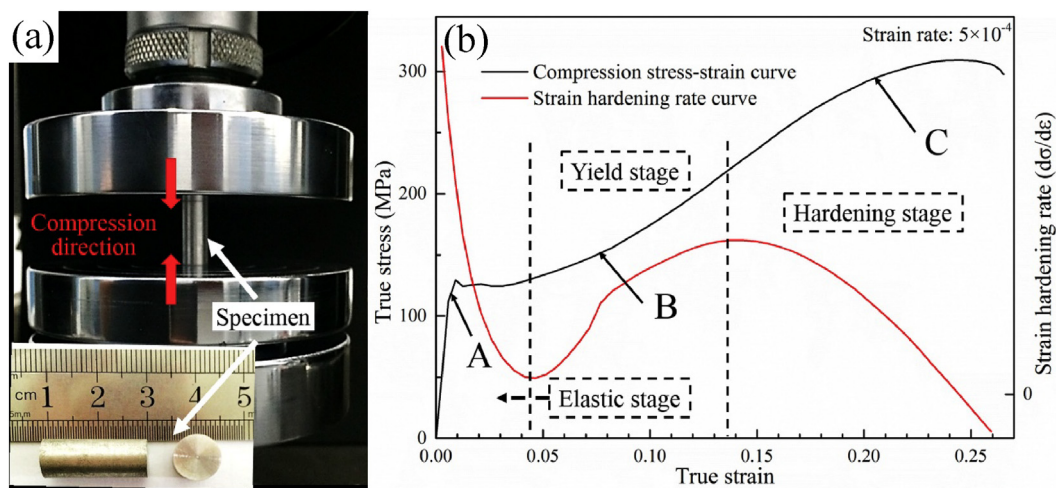 (a)
Compression
direction
Specimen
cm 1 2 3 4 5
(b)
Strain rate: 5×10⁻⁴
Compression stress-strain curve
Strain hardening rate curve
Yield stage
Hardening stage
Elastic stage
A
B
C
True stress (MPa)
300
200
100
0
0.00 0.05 0.10 0.15 0.20 0.25
True strain
Strain hardening rate (dσ/dε)
0